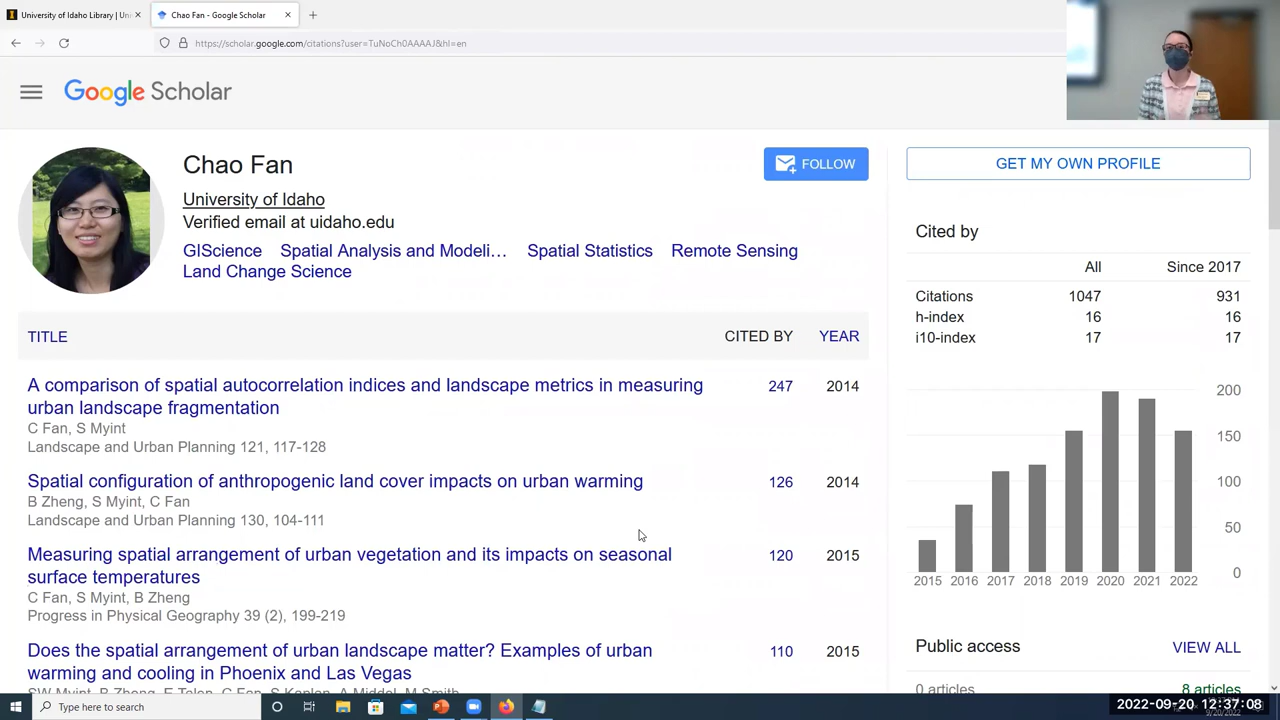 University of Idaho Library | Uni
Chao Fan - Google Scholar
https://scholar.google.com/citations?user=TuNoCh0AAAAJ&hl=en
Google Scholar
Chao Fan
FOLLOW
GET MY OWN PROFILE
University of Idaho
Verified email at uidaho.edu
GIScience Spatial Analysis and Modeli… Spatial Statistics Remote Sensing
Land Change Science
TITLE CITED BY YEAR
A comparison of spatial autocorrelation indices and landscape metrics in measuring 247 2014
urban landscape fragmentation
C Fan, S Myint
Landscape and Urban Planning 121, 117-128
Spatial configuration of anthropogenic land cover impacts on urban warming 126 2014
B Zheng, S Myint, C Fan
Landscape and Urban Planning 130, 104-111
Measuring spatial arrangement of urban vegetation and its impacts on seasonal 120 2015
surface temperatures
C Fan, S Myint, B Zheng
Progress in Physical Geography 39 (2), 199-219
Does the spatial arrangement of urban landscape matter? Examples of urban 110 2015
warming and cooling in Phoenix and Las Vegas
SW Myint, B Zheng, E Talen, C Fan, S Kaplan, A Middel, M Smith
Cited by
All Since 2017
Citations 1047 931
h-index 16 16
i10-index 17 17
200
150
100
50
0
2015 2016 2017 2018 2019 2020 2021 2022
Public access VIEW ALL
0 articles 8 articles
Type here to search
2022-09-20 12:37:08